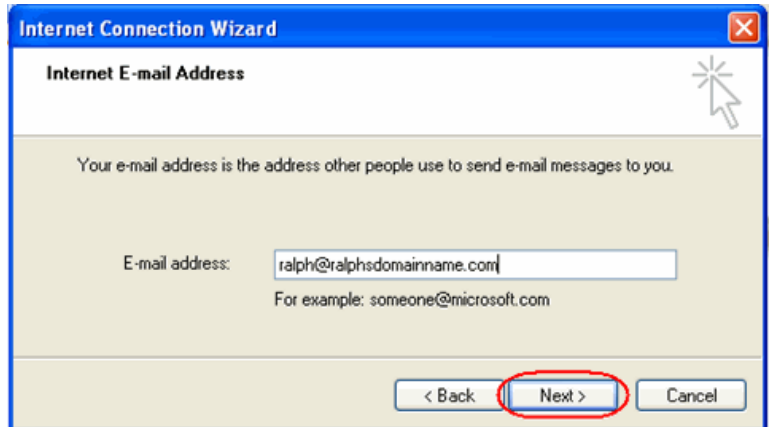 Internet Connection Wizard
Internet E-mail Address
Your e-mail address is the address other people use to send e-mail messages to you.
E-mail address: ralph@ralphsdomainname.com
For example: someone@microsoft.com
< Back Next > Cancel